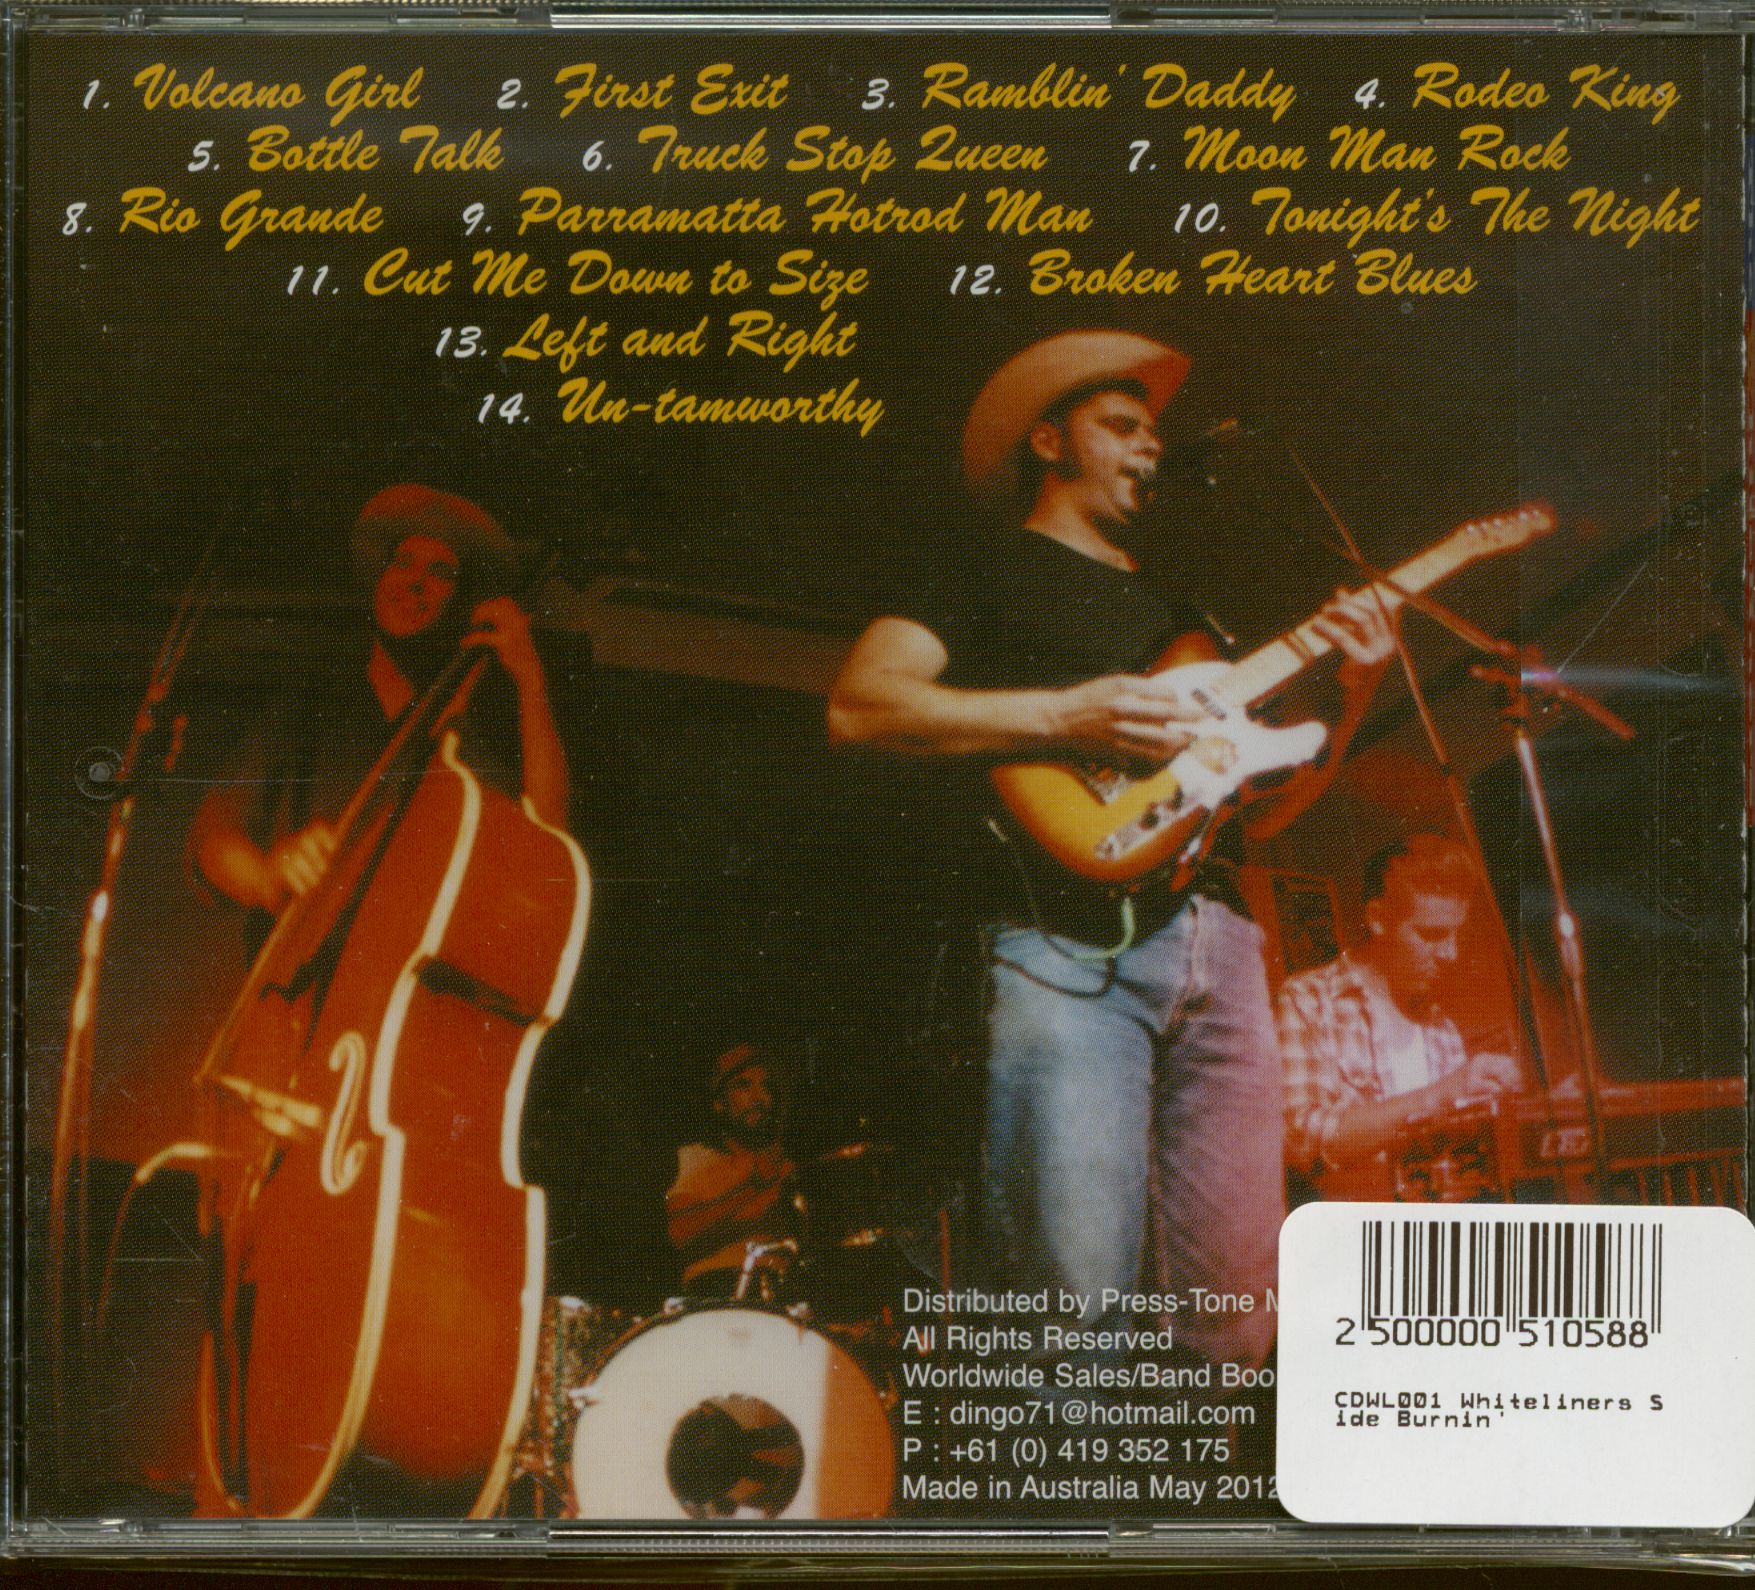 1. Volcano Girl 2. First Exit 3. Ramblin' Daddy 4. Rodeo King
5. Bottle Talk 6. Truck Stop Queen 7. Moon Man Rock
8. Rio Grande 9. Parramatta Hotrod Man 10. Tonight's The Night
11. Cut Me Down to Size 12. Broken Heart Blues
13. Left and Right
14. Un-tamworthy
Distributed by Press-Tone
All Rights Reserved
Worldwide Sales/Band
E : dingo71@hotmail.com
P : +61 (0) 419 352 175
Made in Australia May 2012
2 500000 510588
CDWL001 Whiteliners S
ide Burnin'